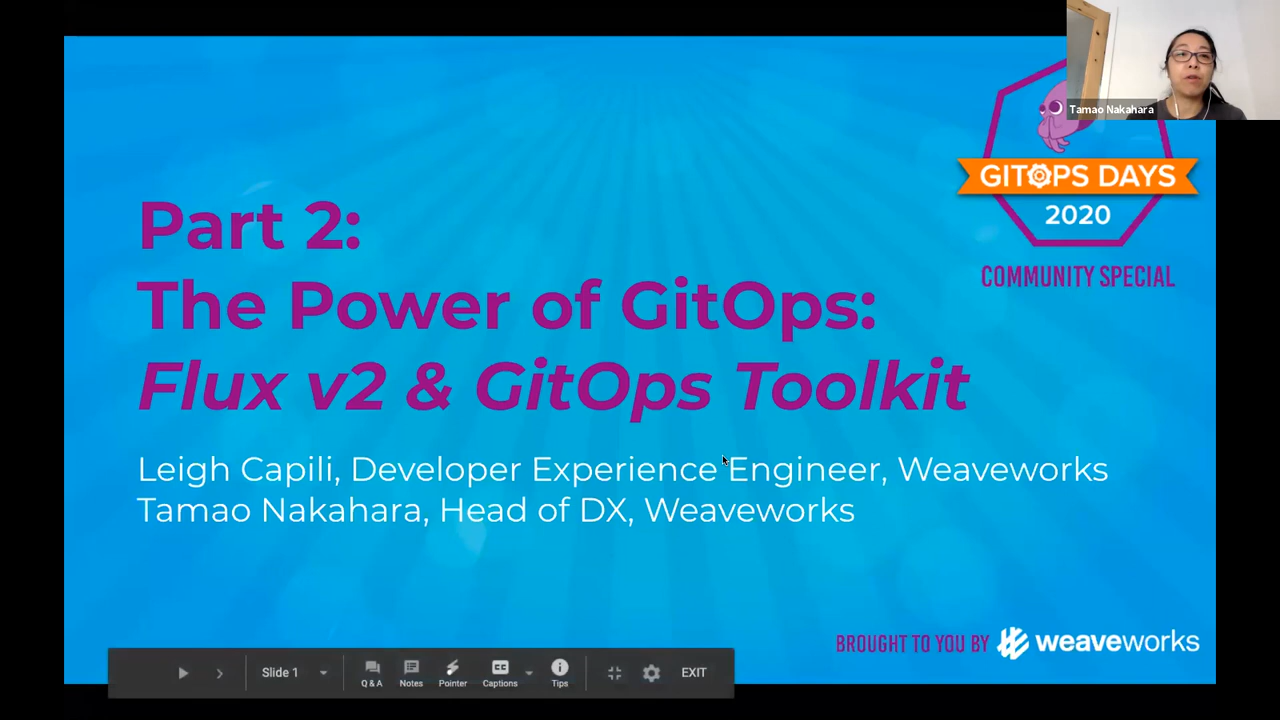 Tamao Nakahara
GITOPS DAYS
2020
COMMUNITY SPECIAL
Part 2:
The Power of GitOps:
Flux v2 & GitOps Toolkit
Leigh Capili, Developer Experience Engineer, Weaveworks
Tamao Nakahara, Head of DX, Weaveworks
BROUGHT TO YOU BY weaveworks
Slide 1
Q & A
Notes
Pointer
CC
Captions
Tips
EXIT